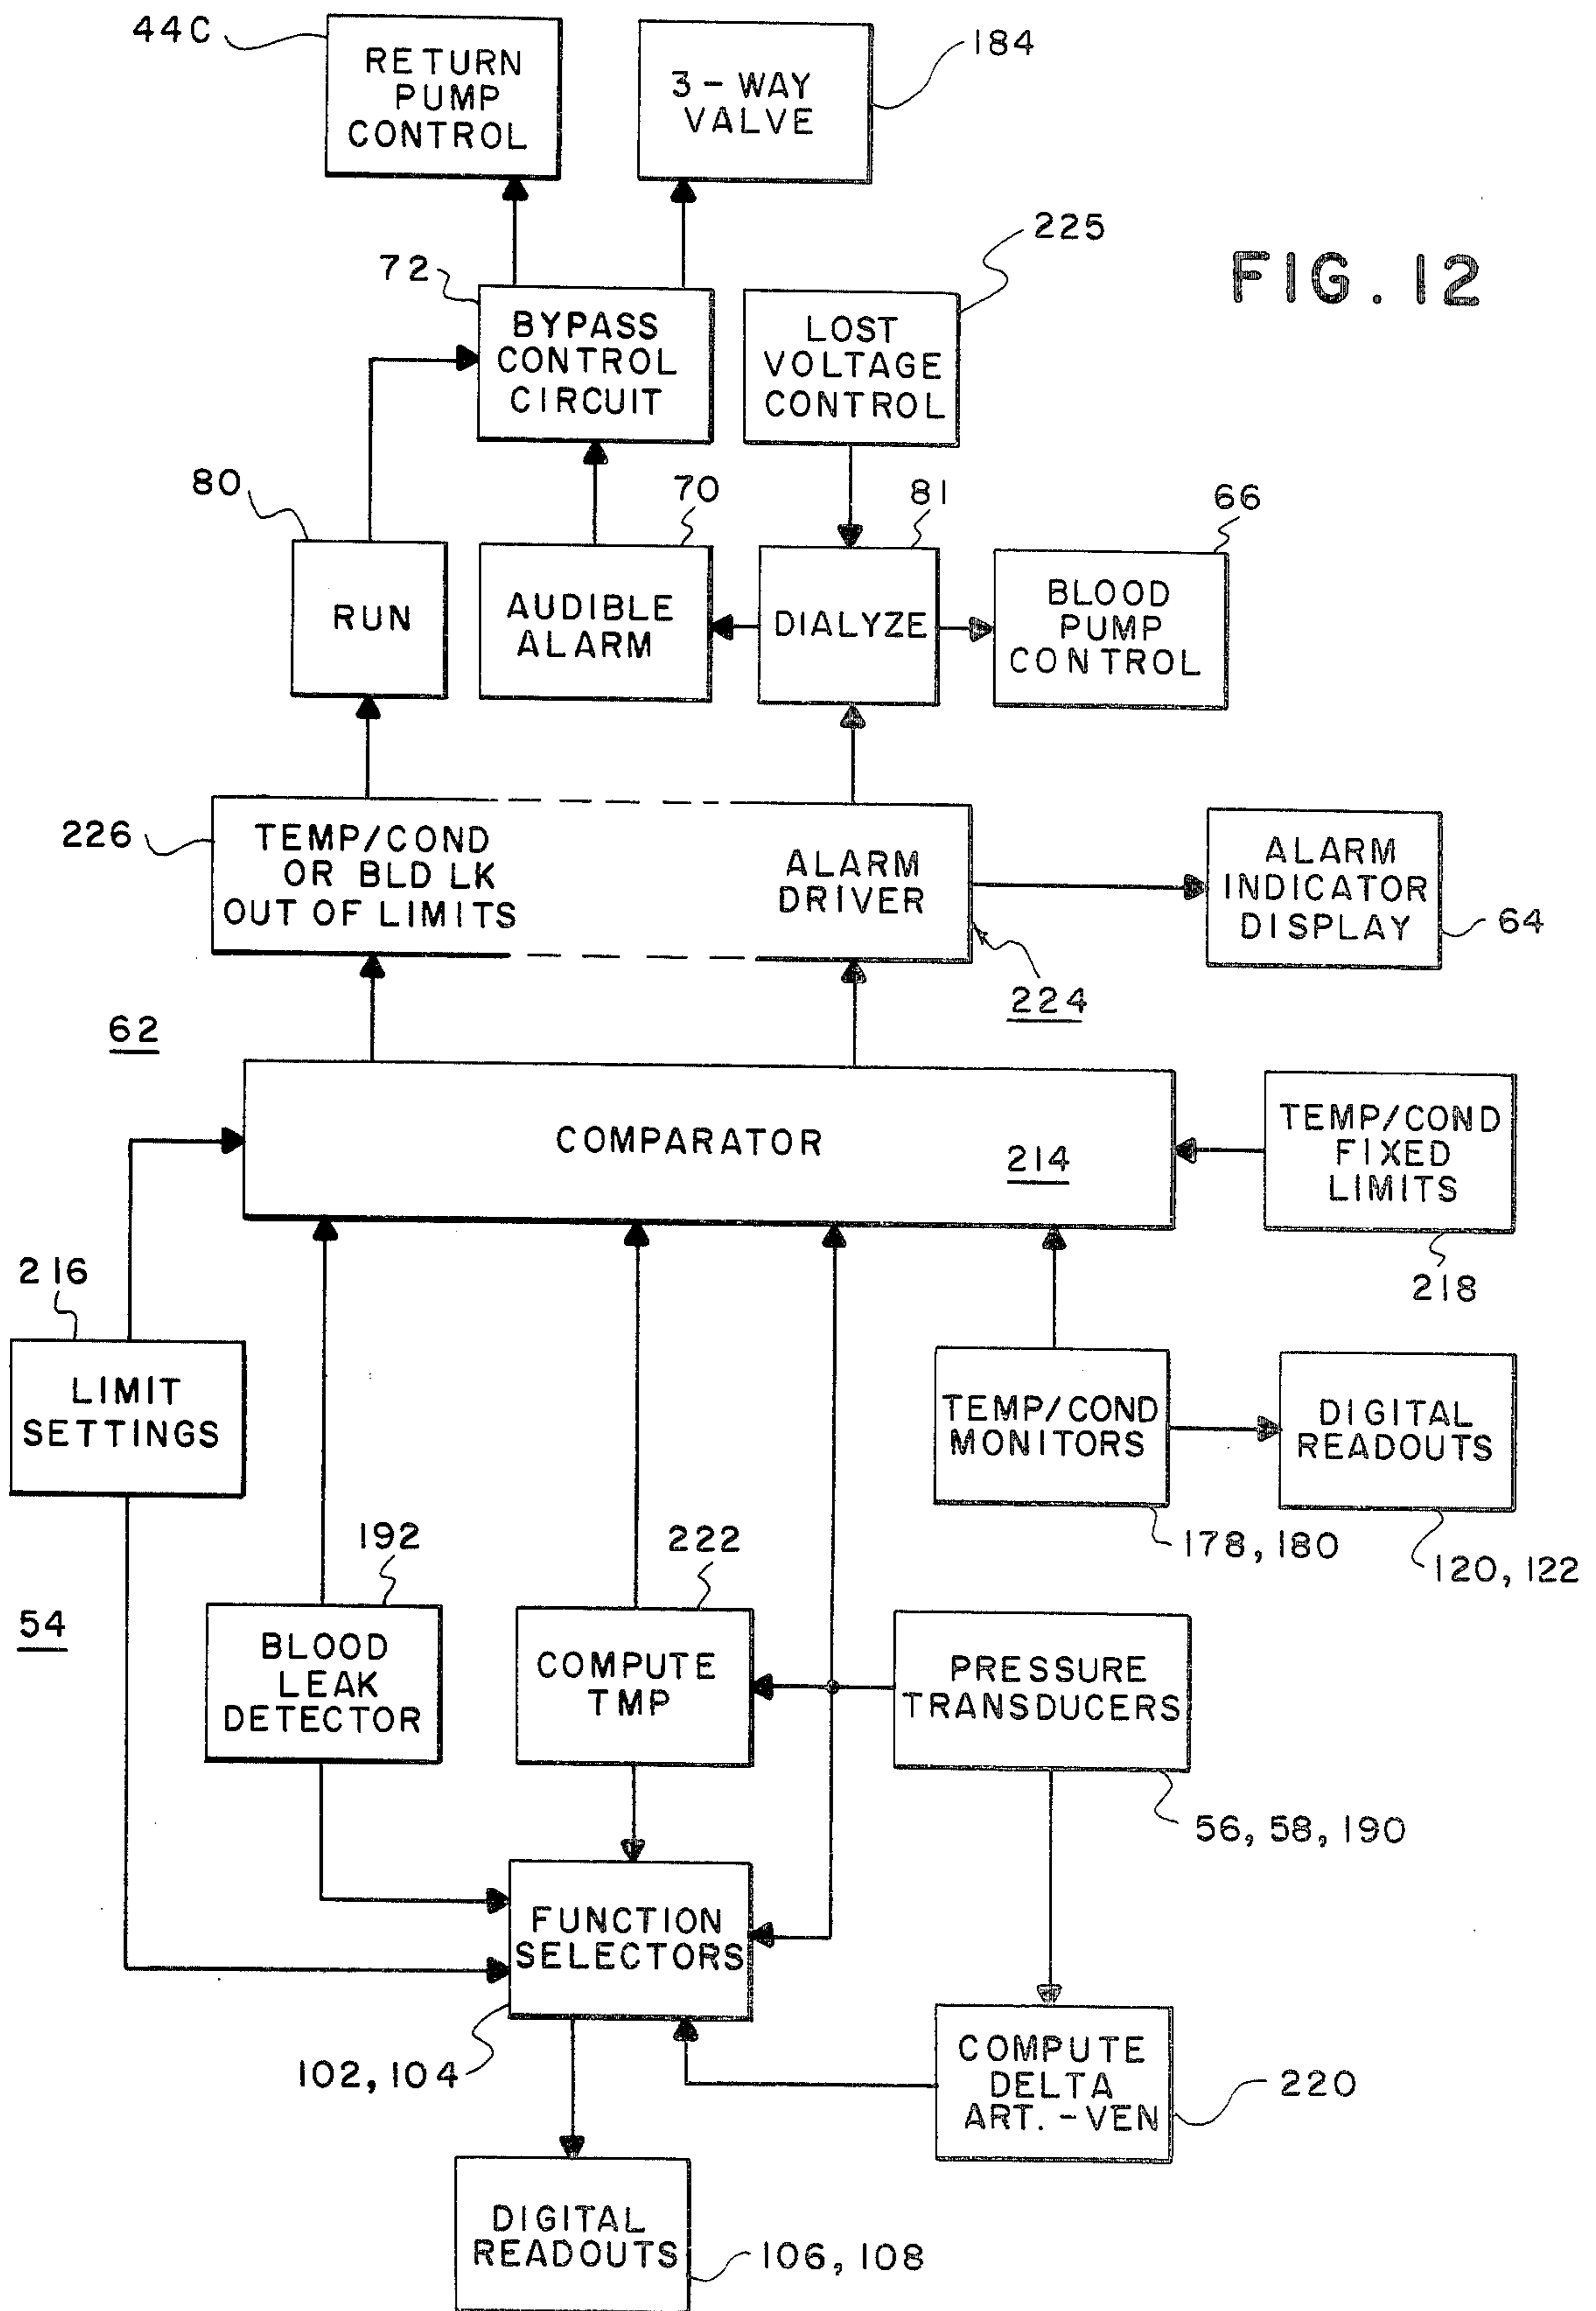 44C
RETURN
PUMP
CONTROL
3-WAY
VALVE
184
225
FIG. 12
72
BYPASS
CONTROL
CIRCUIT
LOST
VOLTAGE
CONTROL
80
70
81
66
RUN
AUDIBLE
ALARM
DIALYZE
BLOOD
PUMP
CONTROL
226
TEMP/COND
OR BLD LK
OUT OF LIMITS
ALARM
DRIVER
ALARM
INDICATOR
DISPLAY
64
224
62
COMPARATOR
214
TEMP/COND
FIXED
LIMITS
218
216
LIMIT
SETTINGS
TEMP/COND
MONITORS
DIGITAL
READOUTS
178, 180
120, 122
192
222
54
BLOOD
LEAK
DETECTOR
COMPUTE
TMP
PRESSURE
TRANSDUCERS
56, 58, 190
FUNCTION
SELECTORS
102, 104
COMPUTE
DELTA
ART.-VEN
220
DIGITAL
READOUTS
106, 108